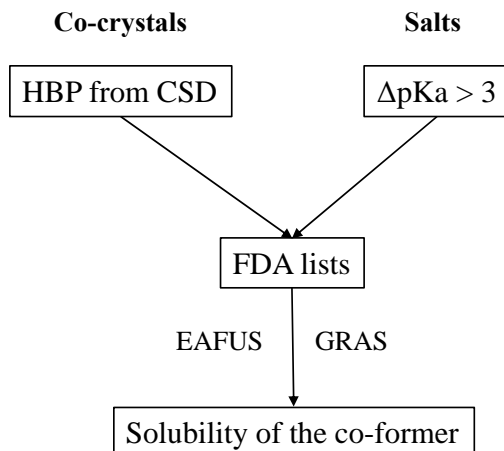 Co-crystals
Salts
HBP from CSD
ΔpKa > 3
FDA lists
EAFUS
GRAS
Solubility of the co-former